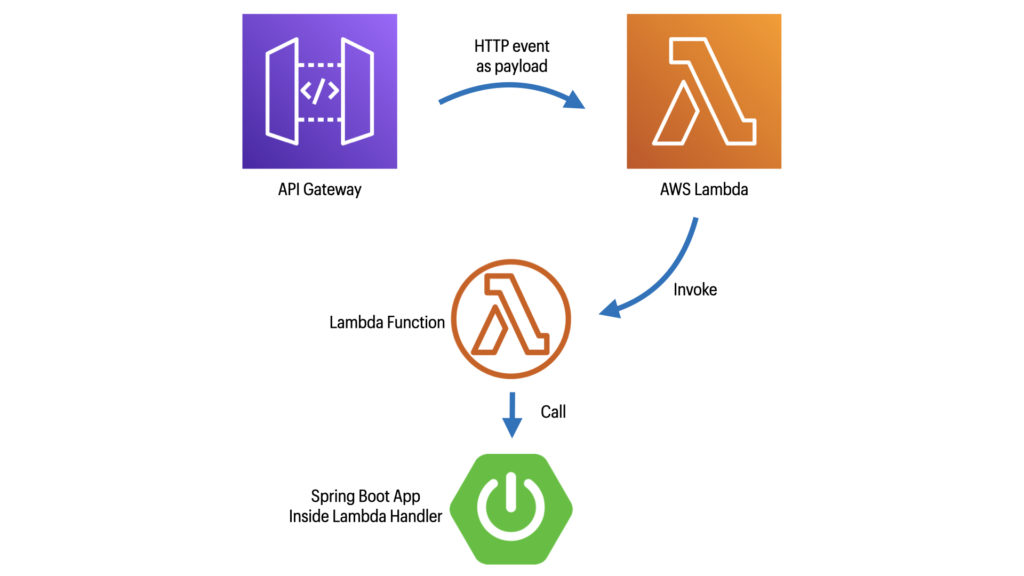 HTTP event
as payload
</>
API Gateway
AWS Lambda
Invoke
Lambda Function
Call
Spring Boot App
Inside Lambda Handler